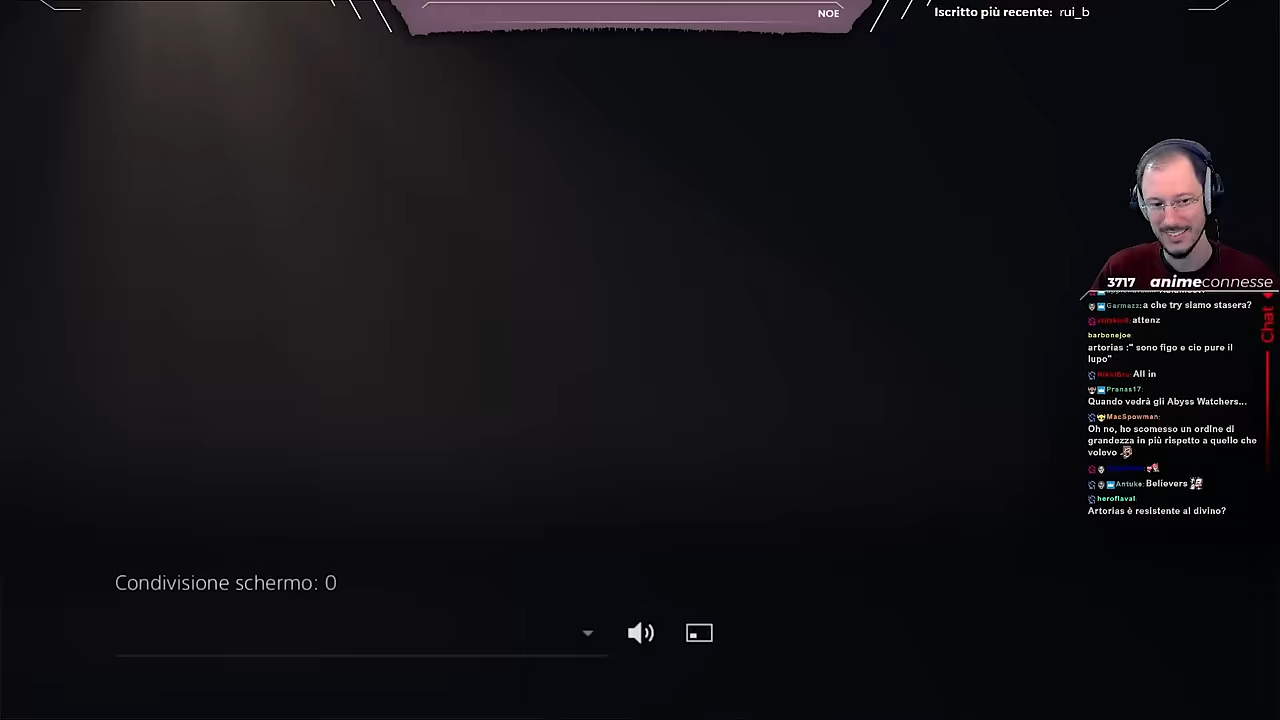 NOE
Iscritto più recente: rui_b
3717 animeconnesse
Garmazz: a che try siamo stasera?
attenz
barbonejoe:
artorias :" sono figo e cio pure il
lupo"
All in
Pranas17:
Quando vedrà gli Abyss Watchers...
MacSpowman:
Oh no, ho scomesso un ordine di
grandezza in più rispetto a quello che
volevo
Antuke: Believers
heroflaval:
Artorias è resistente al divino?
Chat
Condivisione schermo: 0